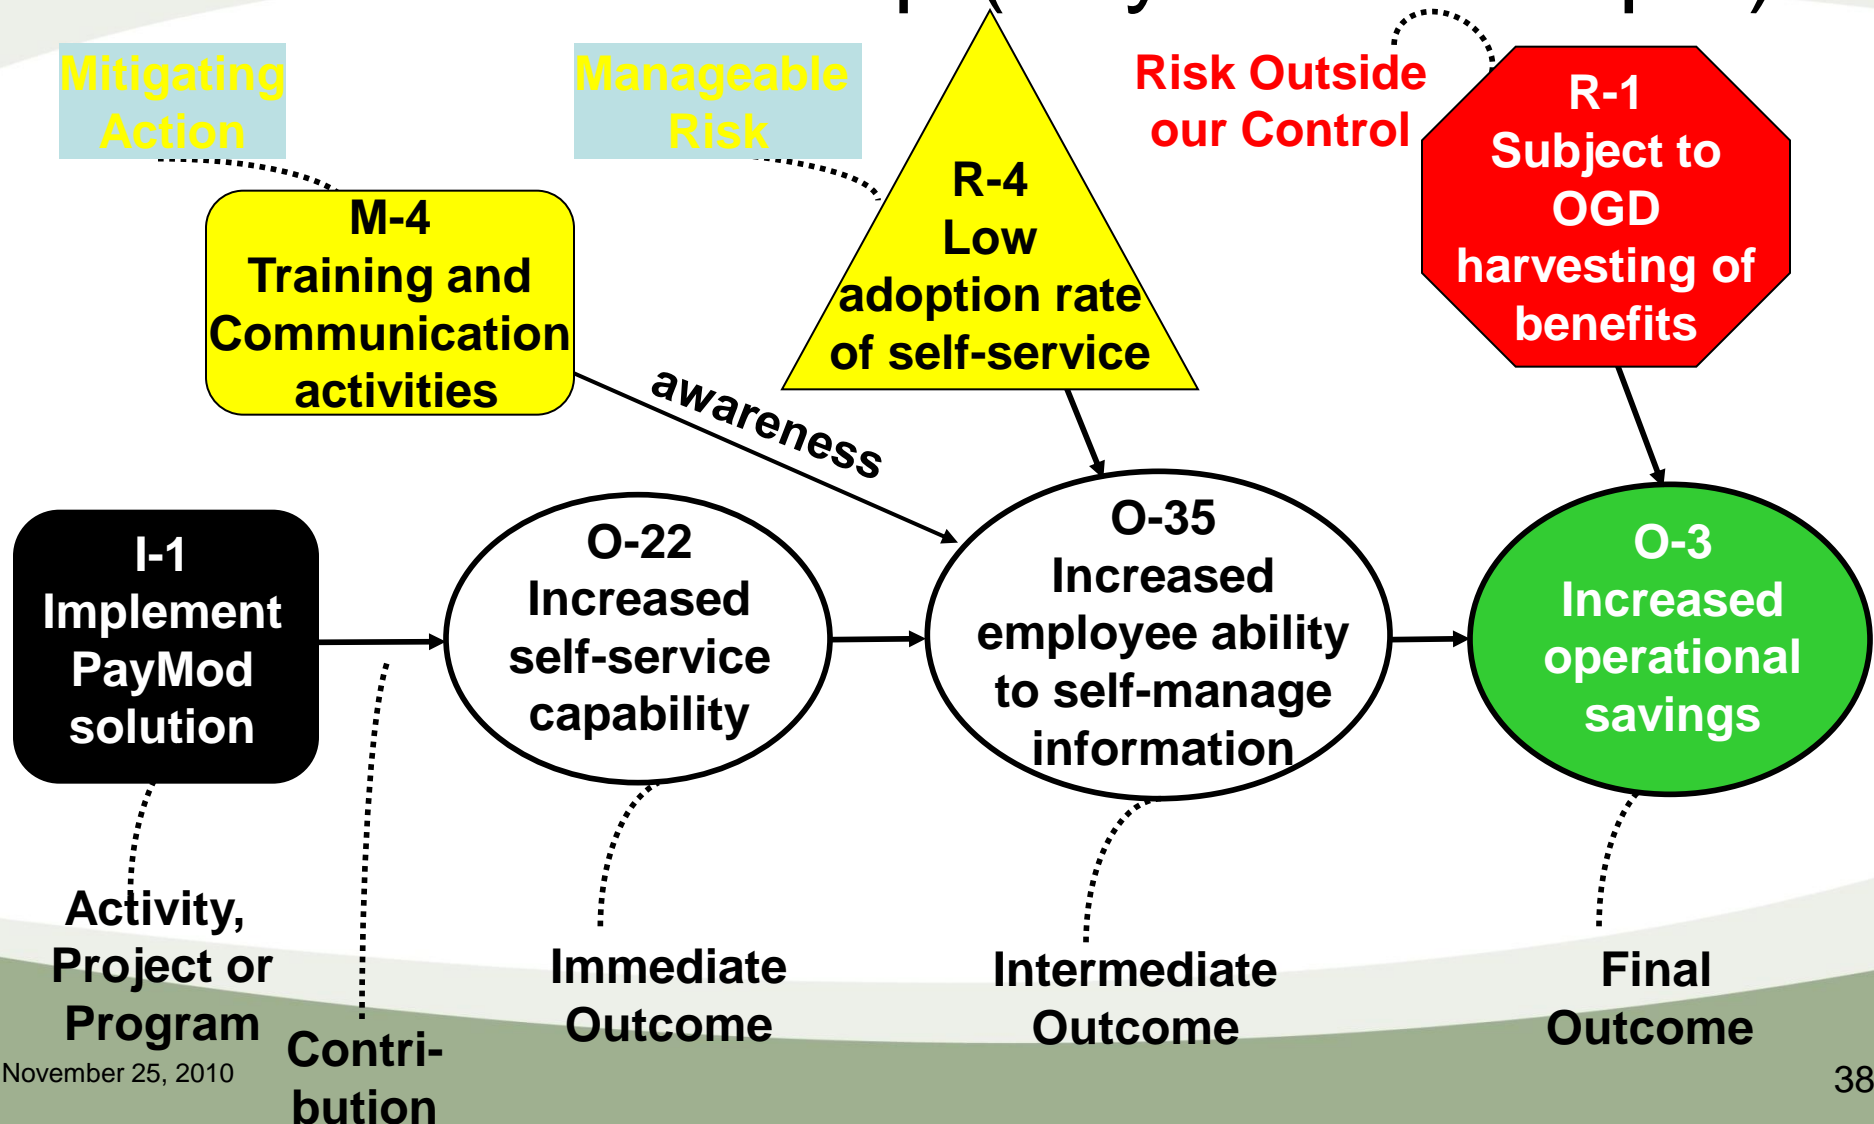 Mitigating
Action
Manageable
Risk
Risk Outside
our Control
R-1
Subject to
OGD
harvesting of
benefits
R-4
Low
adoption rate
of self-service
M-4
Training and
Communication
activities
awareness
I-1
Implement
PayMod
solution
O-22
Increased
self-service
capability
O-35
Increased
employee ability
to self-manage
information
O-3
Increased
operational
savings
Activity,
Project or
Program
Contri-
bution
Immediate
Outcome
Intermediate
Outcome
Final
Outcome
November 25, 2010
38